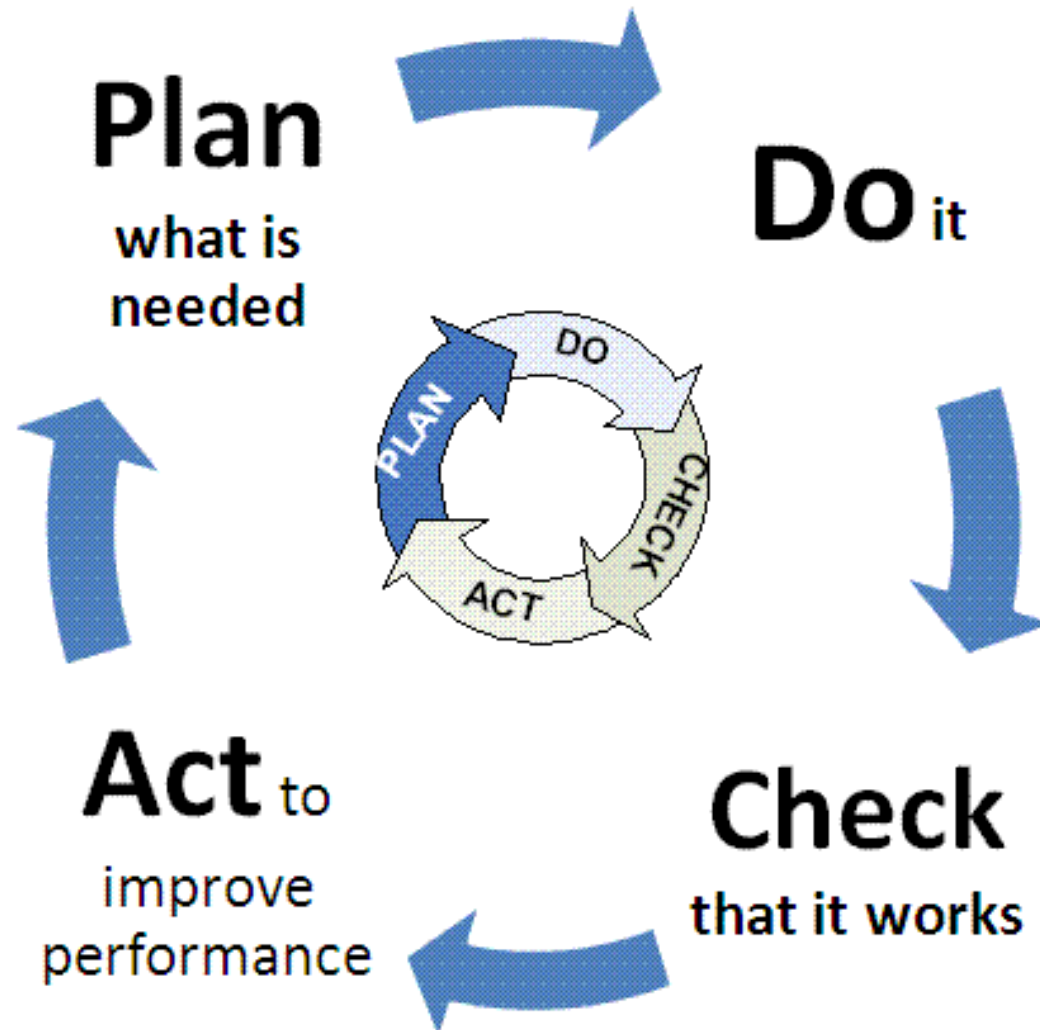 Plan
what is
needed
Do it
DO
PLAN
CHECK
ACT
Act to
improve
performance
Check
that it works